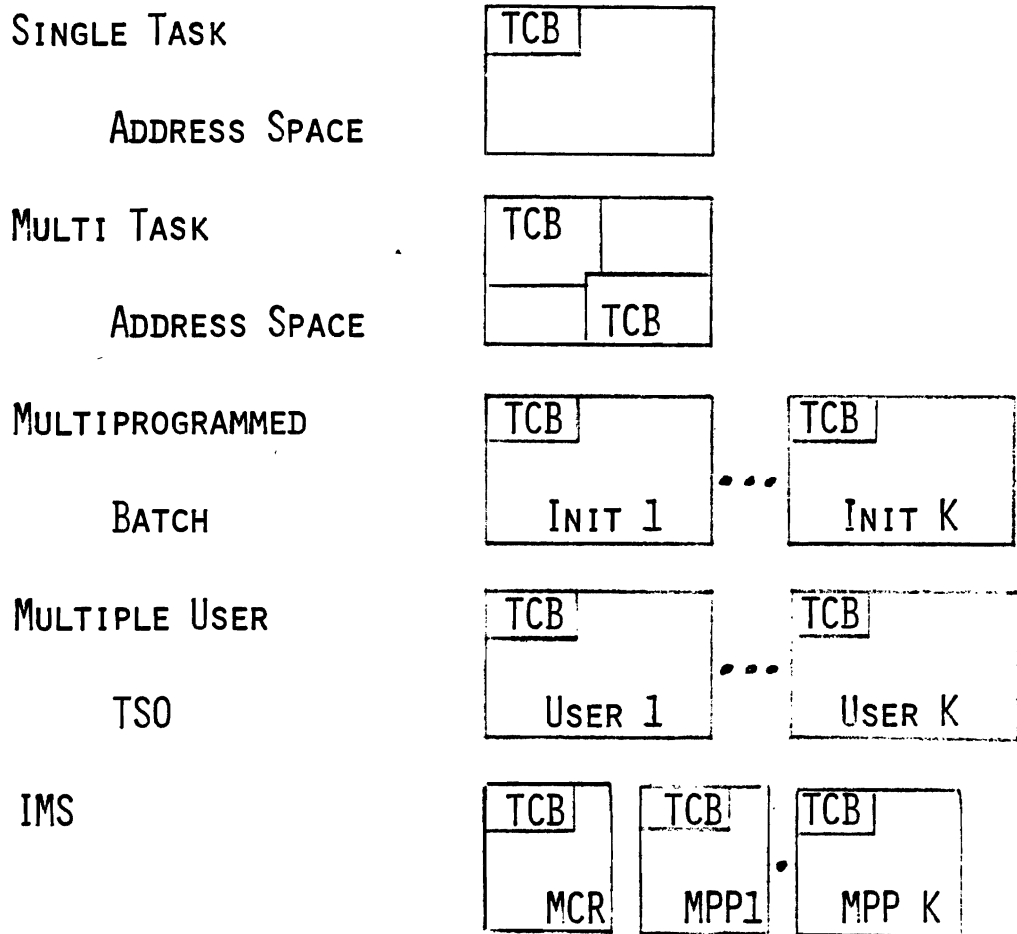 SINGLE TASK TCB
ADDRESS SPACE
MULTI TASK TCB
ADDRESS SPACE TCB
MULTIPROGRAMMED TCB TCB
BATCH INIT 1 ... INIT K
MULTIPLE USER TCB TCB
TSO USER 1 ... USER K
IMS TCB TCB TCB
MCR MPP1 . MPP K